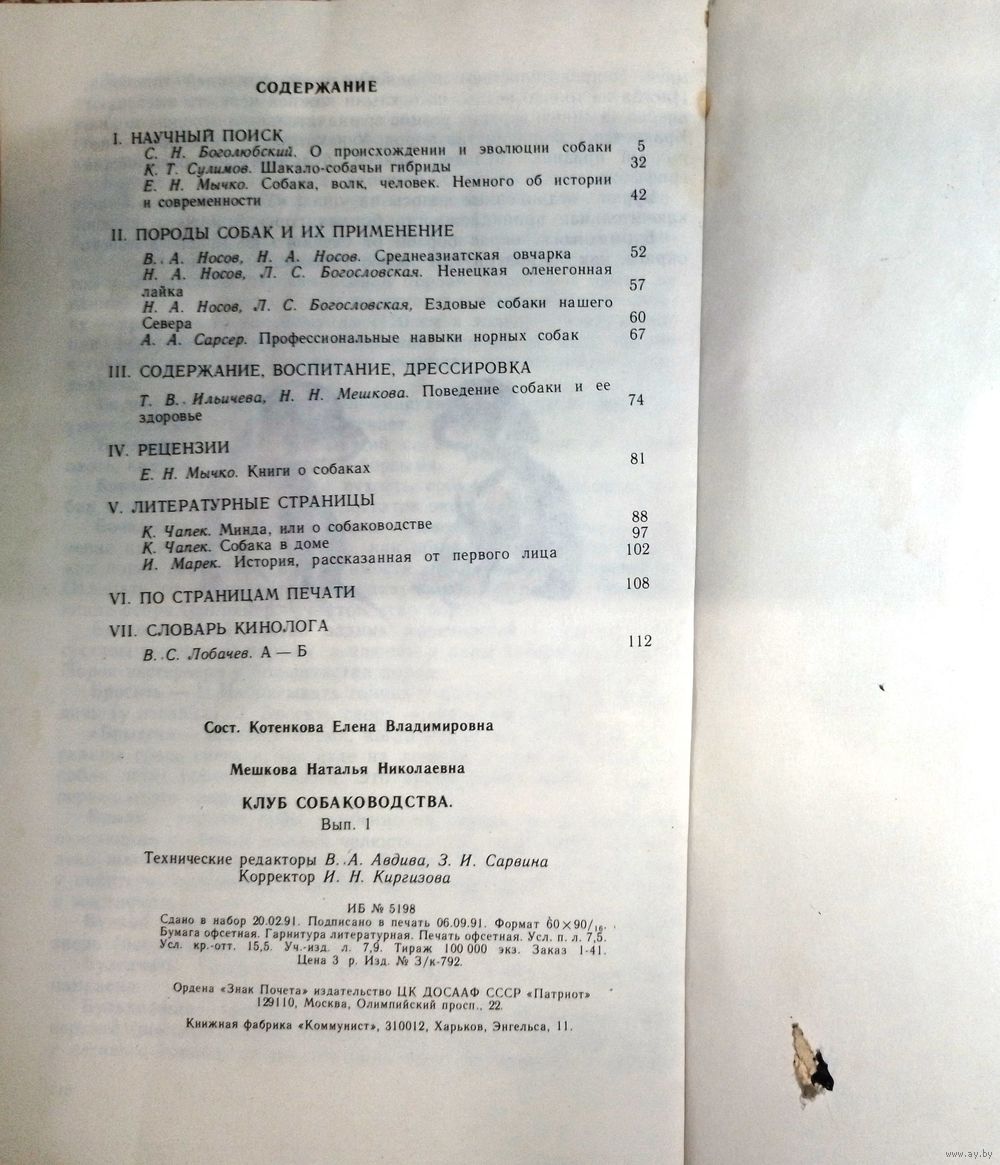 СОДЕРЖАНИЕ
I. НАУЧНЫЙ ПОИСК
С. Н. Боголюбский. О происхождении и эволюции собаки 5
К. Т. Сулимов. Шакало-собачьи гибриды 32
Е. Н. Мычко. Собака, волк, человек. Немного об истории
и современности 42
II. ПОРОДЫ СОБАК И ИХ ПРИМЕНЕНИЕ
В. А. Носов, Н. А. Носов. Среднеазиатская овчарка 52
Н. А. Носов, Л. С. Богословская. Ненецкая оленегонная
лайка 57
Н. А. Носов, Л. С. Богословская, Ездовые собаки нашего
Севера 60
А. А. Сарсер. Профессиональные навыки норных собак 67
III. СОДЕРЖАНИЕ, ВОСПИТАНИЕ, ДРЕССИРОВКА
Т. В. Ильичева, Н. Н. Мешкова. Поведение собаки и ее
здоровье 74
IV. РЕЦЕНЗИИ
Е. Н. Мычко. Книги о собаках 81
V. ЛИТЕРАТУРНЫЕ СТРАНИЦЫ
К. Чапек. Минда, или о собаководстве 88
К. Чапек. Собака в доме 97
И. Марек. История, рассказанная от первого лица 102
VI. ПО СТРАНИЦАМ ПЕЧАТИ 108
VII. СЛОВАРЬ КИНОЛОГА
В. С. Лобачев. А — Б 112
Сост. Котенкова Елена Владимировна
Мешкова Наталья Николаевна
КЛУБ СОБАКОВОДСТВА.
Вып. 1
Технические редакторы В. А. Авдива, З. И. Сарвина
Корректор И. Н. Киргизова
ИБ № 5198
Сдано в набор 20.02.91. Подписано в печать 06.09.91. Формат 60×90/16.
Бумага офсетная. Гарнитура литературная. Печать офсетная. Усл. п. л. 7,5.
Усл. кр.-отт. 15,5. Уч.-изд. л. 7,9. Тираж 100 000 экз. Заказ 1-41.
Цена 3 р. Изд. № 3/к-792.
Ордена «Знак Почета» издательство ЦК ДОСААФ СССР «Патриот»
129110, Москва, Олимпийский просп., 22.
Книжная фабрика «Коммунист», 310012, Харьков, Энгельса, 11.
www.ay.by